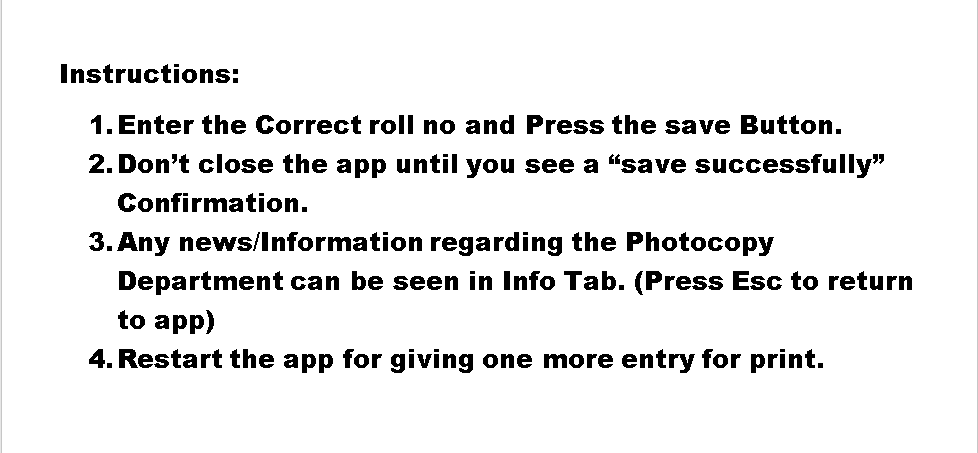 Instructions:
1. Enter the Correct roll no and Press the save Button.
2. Don’t close the app until you see a “save successfully”
Confirmation.
3. Any news/Information regarding the Photocopy
Department can be seen in Info Tab. (Press Esc to return
to app)
4. Restart the app for giving one more entry for print.